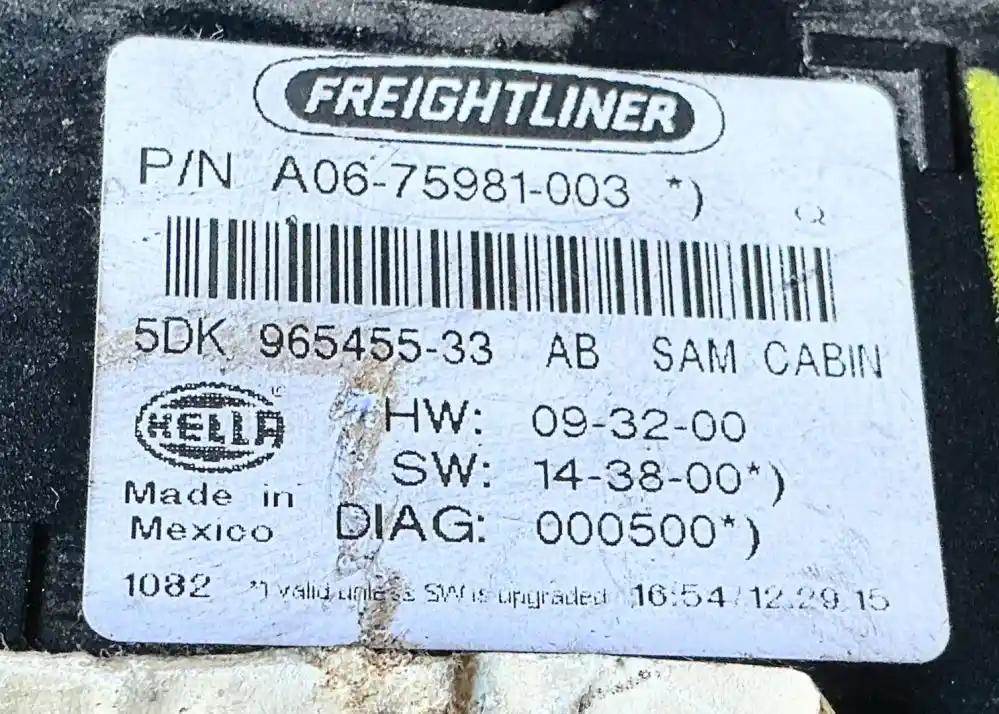 FREIGHTLINER
P/N A06-75981-003 *)
5DK 965455-33 AB SAM CABIN
HELLA
HW: 09-32-00
SW: 14-38-00*)
Made in
Mexico
DIAG: 000500*)
1082 *) valid unless SW is upgraded 16:54/12.29.15